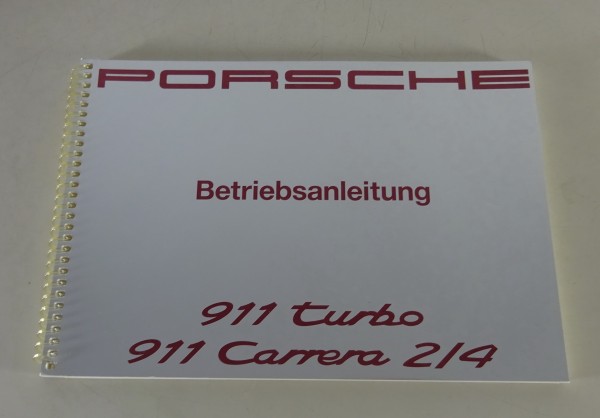 PORSCHE
Betriebsanleitung
911 turbo
911 Carrera 2/4